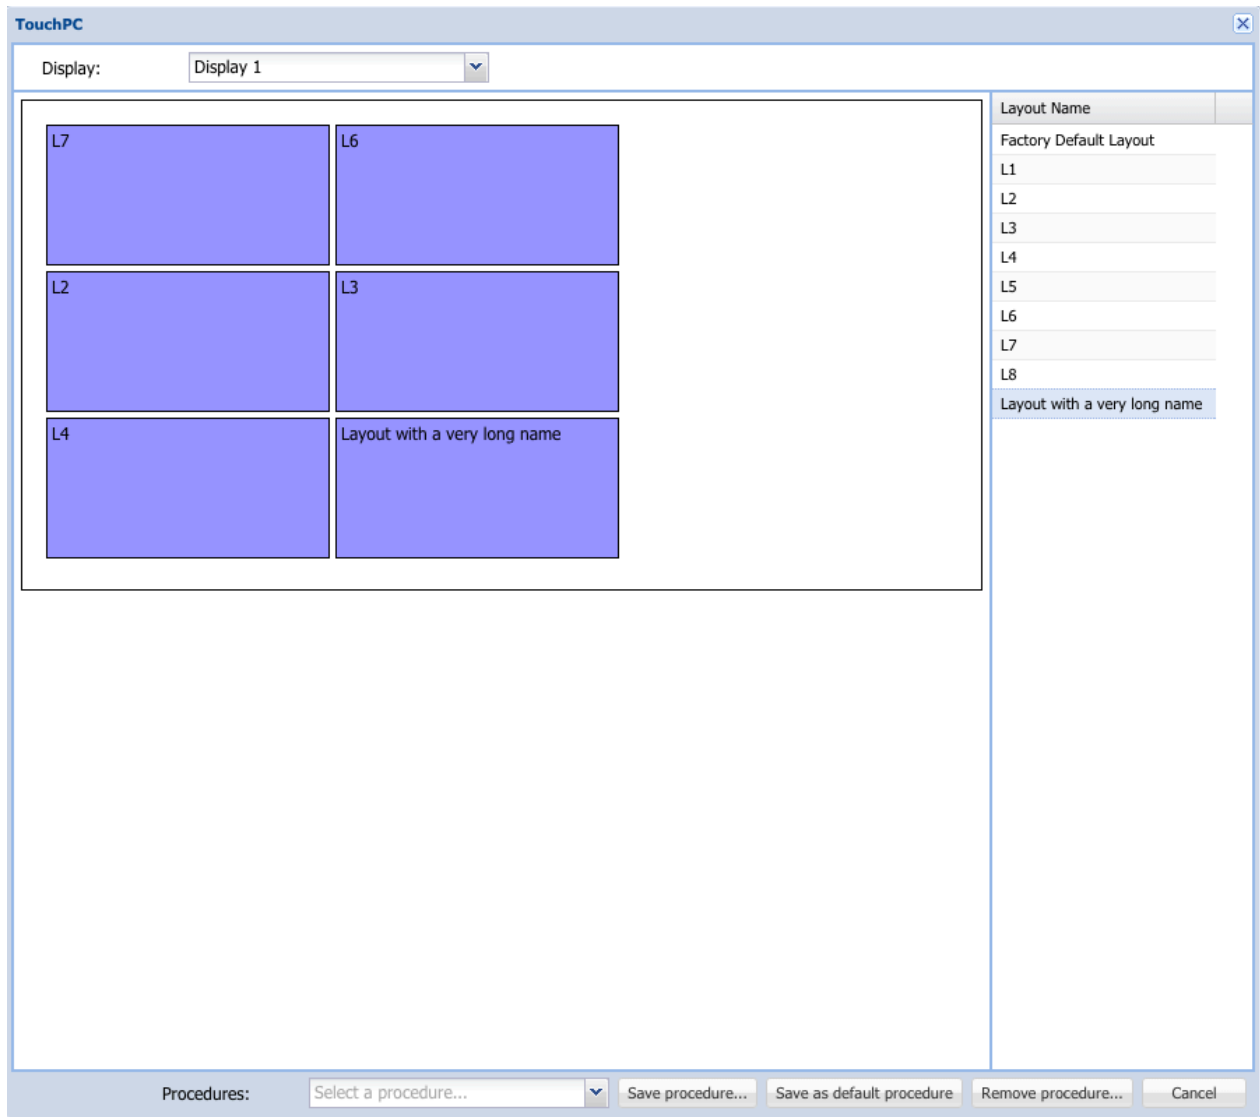 TouchPC
Display: Display 1
L7 L6
L2 L3
L4 Layout with a very long name
Layout Name
Factory Default Layout
L1
L2
L3
L4
L5
L6
L7
L8
Layout with a very long name
Procedures: Select a procedure... Save procedure... Save as default procedure Remove procedure... Cancel